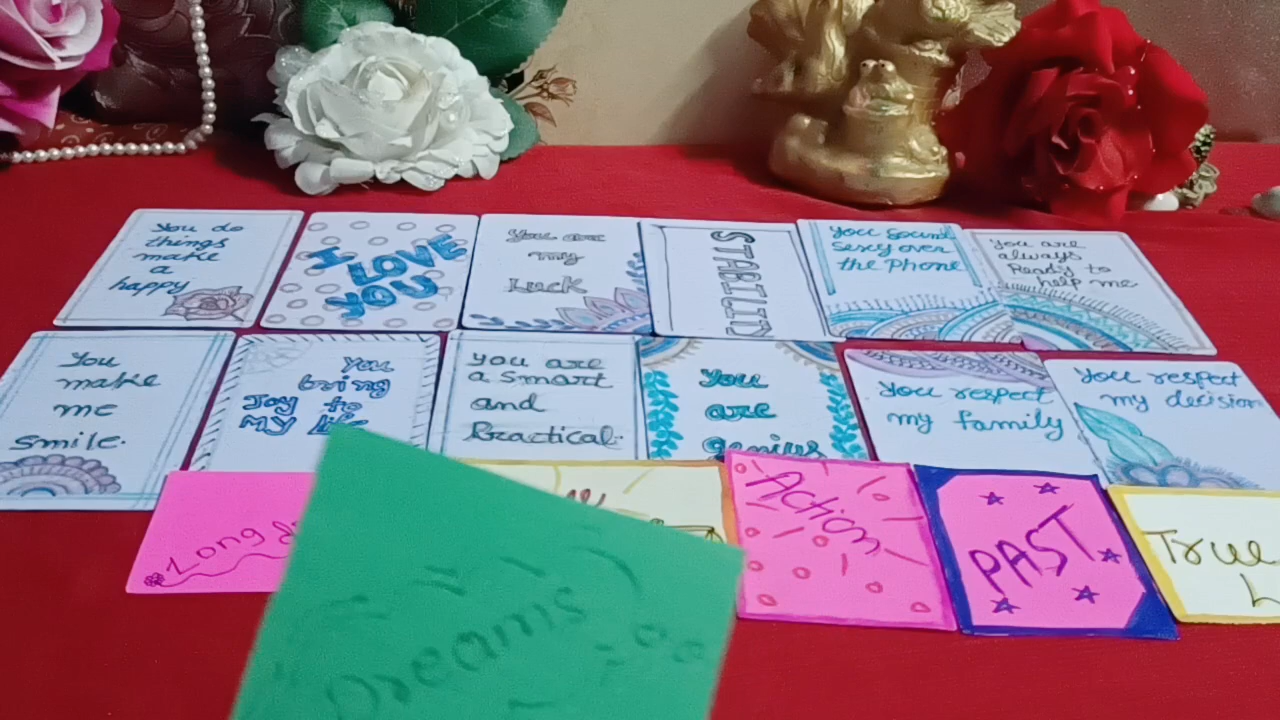 You do
things
make
a
happy
I
LOVE
YOU
You are
my
Luck
STABILITY
You sound
Sexy over
the Phone
You are
always
Ready to
help me
You
make
me
Smile.
You
bring
Joy to
My life
You are
a Smart
and
Practical.
You
are
genius
You respect
my family
You respect
my decision
Long
Dreams
Action
PAST
True